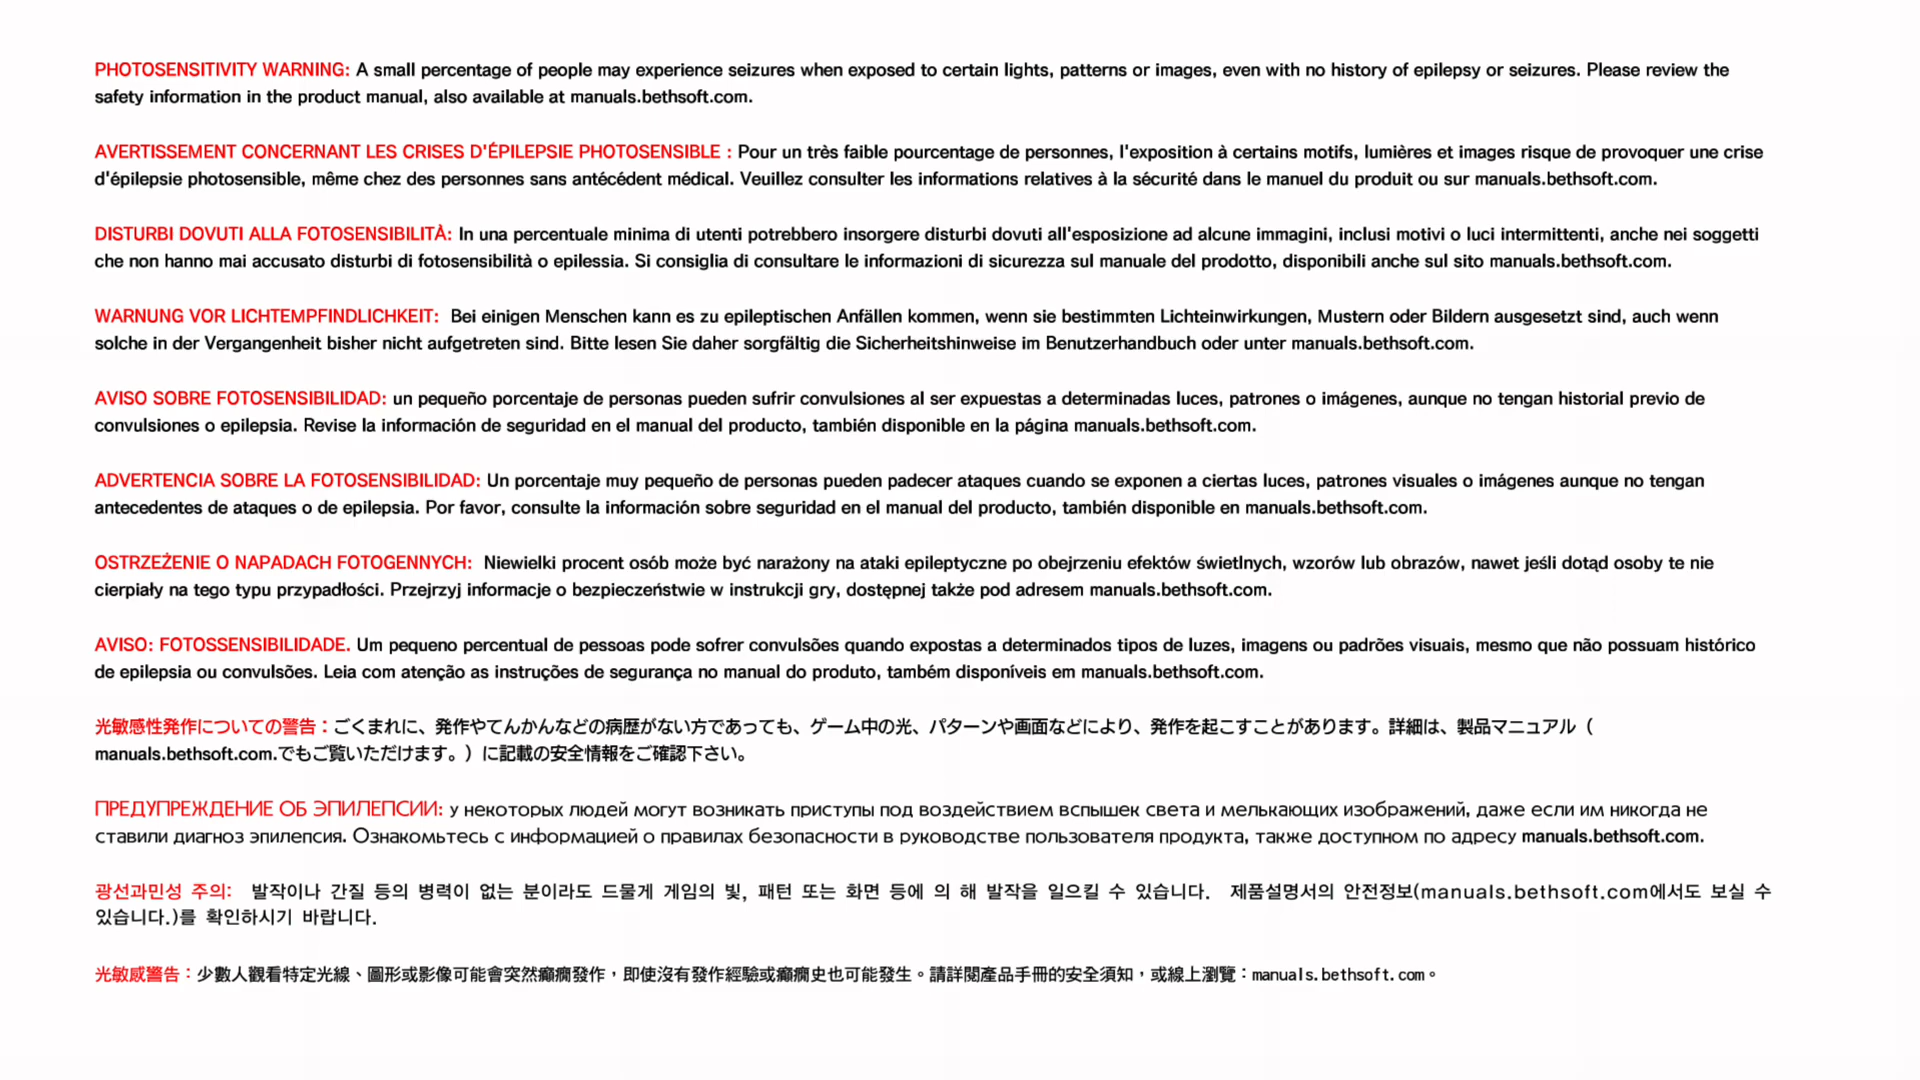 PHOTOSENSITIVITY WARNING: A small percentage of people may experience seizures when exposed to certain lights, patterns or images, even with no history of epilepsy or seizures. Please review the
safety information in the product manual, also available at manuals.bethsoft.com.
AVERTISSEMENT CONCERNANT LES CRISES D'ÉPILEPSIE PHOTOSENSIBLE : Pour un très faible pourcentage de personnes, l'exposition à certains motifs, lumières et images risque de provoquer une crise
d'épilepsie photosensible, même chez des personnes sans antécédent médical. Veuillez consulter les informations relatives à la sécurité dans le manuel du produit ou sur manuals.bethsoft.com.
DISTURBI DOVUTI ALLA FOTOSENSIBILITÀ: In una percentuale minima di utenti potrebbero insorgere disturbi dovuti all'esposizione ad alcune immagini, inclusi motivi o luci intermittenti, anche nei soggetti
che non hanno mai accusato disturbi di fotosensibilità o epilessia. Si consiglia di consultare le informazioni di sicurezza sul manuale del prodotto, disponibili anche sul sito manuals.bethsoft.com.
WARNUNG VOR LICHTEMPFINDLICHKEIT: Bei einigen Menschen kann es zu epileptischen Anfällen kommen, wenn sie bestimmten Lichteinwirkungen, Mustern oder Bildern ausgesetzt sind, auch wenn
solche in der Vergangenheit bisher nicht aufgetreten sind. Bitte lesen Sie daher sorgfältig die Sicherheitshinweise im Benutzerhandbuch oder unter manuals.bethsoft.com.
AVISO SOBRE FOTOSENSIBILIDAD: un pequeño porcentaje de personas pueden sufrir convulsiones al ser expuestas a determinadas luces, patrones o imágenes, aunque no tengan historial previo de
convulsiones o epilepsia. Revise la información de seguridad en el manual del producto, también disponible en la página manuals.bethsoft.com.
ADVERTENCIA SOBRE LA FOTOSENSIBILIDAD: Un porcentaje muy pequeño de personas pueden padecer ataques cuando se exponen a ciertas luces, patrones visuales o imágenes aunque no tengan
antecedentes de ataques o de epilepsia. Por favor, consulte la información sobre seguridad en el manual del producto, también disponible en manuals.bethsoft.com.
OSTRZEŻENIE O NAPADACH FOTOGENNYCH: Niewielki procent osób może być narażony na ataki epileptyczne po obejrzeniu efektów świetlnych, wzorów lub obrazów, nawet jeśli dotąd osoby te nie
cierpiały na tego typu przypadłości. Przejrzyj informacje o bezpieczeństwie w instrukcji gry, dostępnej także pod adresem manuals.bethsoft.com.
AVISO: FOTOSSENSIBILIDADE. Um pequeno percentual de pessoas pode sofrer convulsões quando expostas a determinados tipos de luzes, imagens ou padrões visuais, mesmo que não possuam histórico
de epilepsia ou convulsões. Leia com atenção as instruções de segurança no manual do produto, também disponíveis em manuals.bethsoft.com.
光敏感性発作についての警告：ごくまれに、発作やてんかんなどの病歴がない方であっても、ゲーム中の光、パターンや画面などにより、発作を起こすことがあります。詳細は、製品マニュアル（
manuals.bethsoft.com.でもご覧いただけます。）に記載の安全情報をご確認下さい。
ПРЕДУПРЕЖДЕНИЕ ОБ ЭПИЛЕПСИИ: у некоторых людей могут возникать приступы под воздействием вспышек света и мелькающих изображений, даже если им никогда не
ставили диагноз эпилепсия. Ознакомьтесь с информацией о правилах безопасности в руководстве пользователя продукта, также доступном по адресу manuals.bethsoft.com.
광선과민성 주의: 발작이나 간질 등의 병력이 없는 분이라도 드물게 게임의 빛, 패턴 또는 화면 등에 의 해 발작을 일으킬 수 있습니다. 제품설명서의 안전정보(manuals.bethsoft.com에서도 보실 수
있습니다.)를 확인하시기 바랍니다.
光敏感警告：少數人觀看特定光線、圖形或影像可能會突然癲癇發作，即使沒有發作經驗或癲癇史也可能發生。請詳閱產品手冊的安全須知，或線上瀏覽：manuals.bethsoft.com。